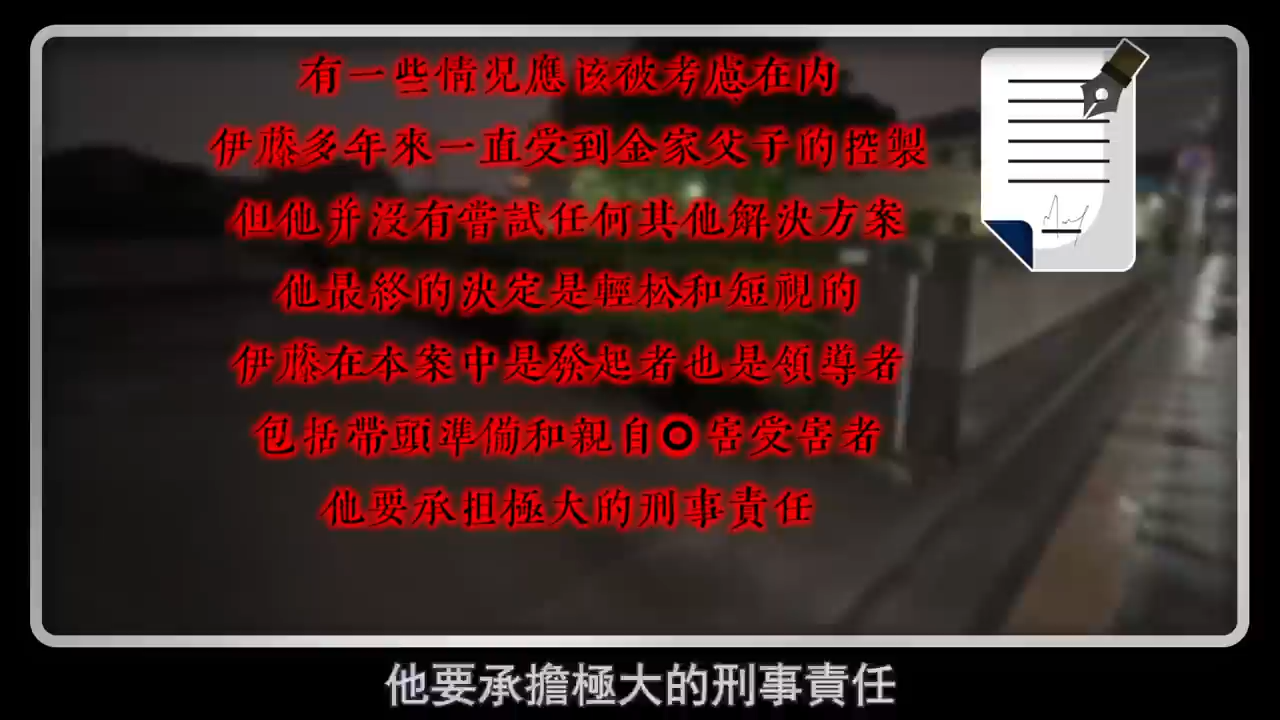 有一些情況應该被考慮在内
伊藤多年來一直受到金家父子的控製
但他并沒有嘗試任何其他解決方案
他最終的決定是輕松和短視的
伊藤在本案中是發起者也是領導者
包括帶頭準備和親自⭕害受害者
他要承担極大的刑事責任
他要承擔極大的刑事責任